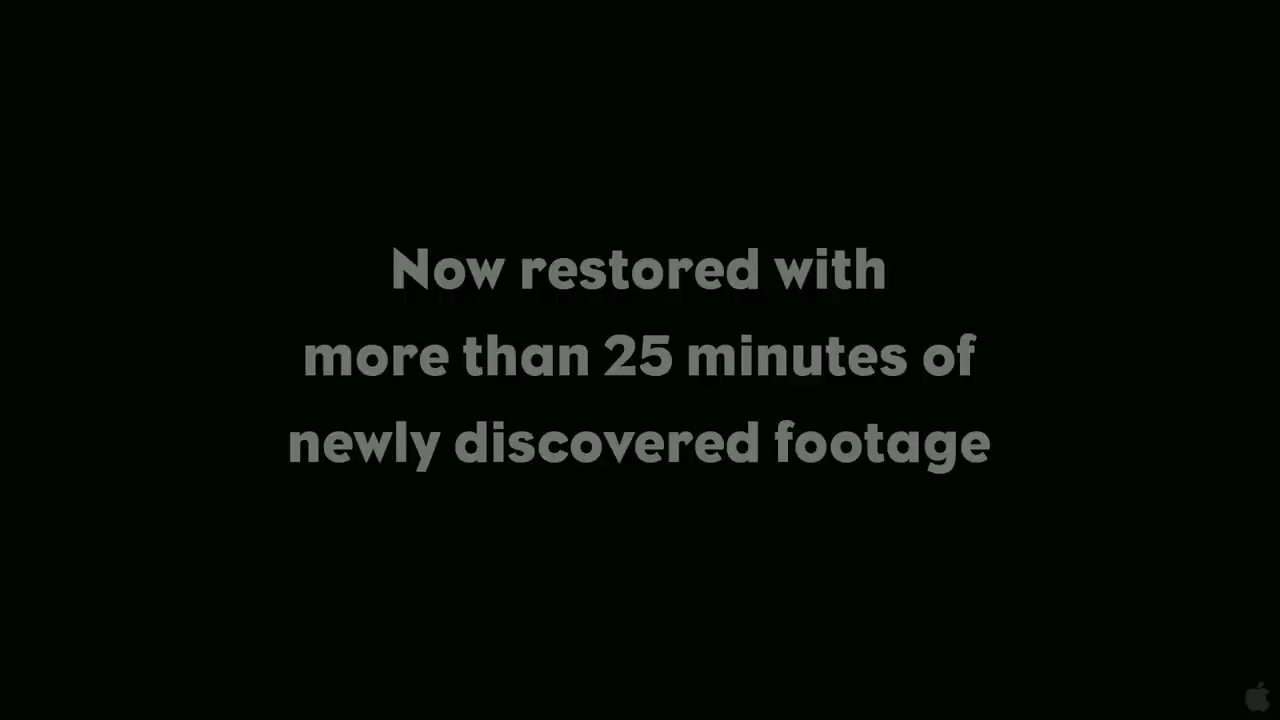 Now restored with
more than 25 minutes of
newly discovered footage